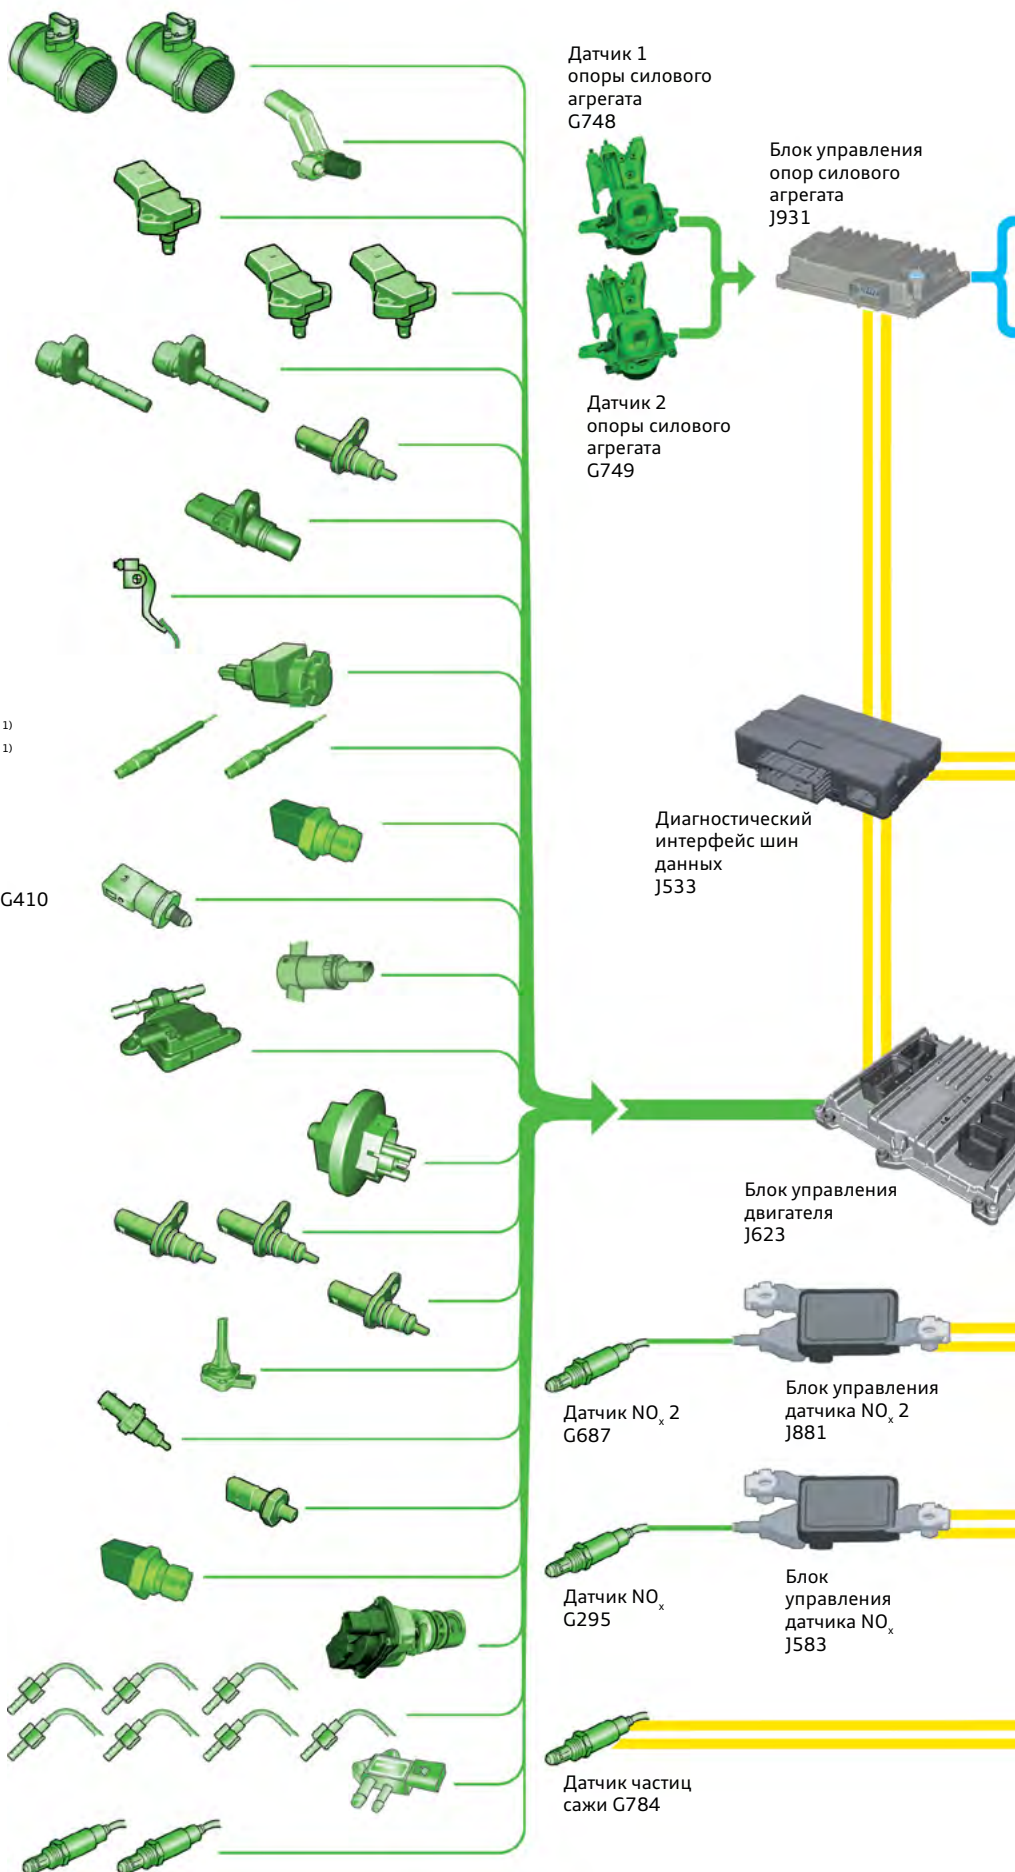 Датчик 1
опоры силового
агрегата
G748
Блок управления
опор силового
агрегата
J931
Датчик 2
опоры силового
агрегата
G749
1)
1)
Диагностический
интерфейс шин
данных
J533
G410
Блок управления
двигателя
J623
Датчик NOₓ 2
G687
Блок управления
датчика NOₓ 2
J881
Датчик NOₓ
G295
Блок
управления
датчика NOₓ
J583
Датчик частиц
сажи G784